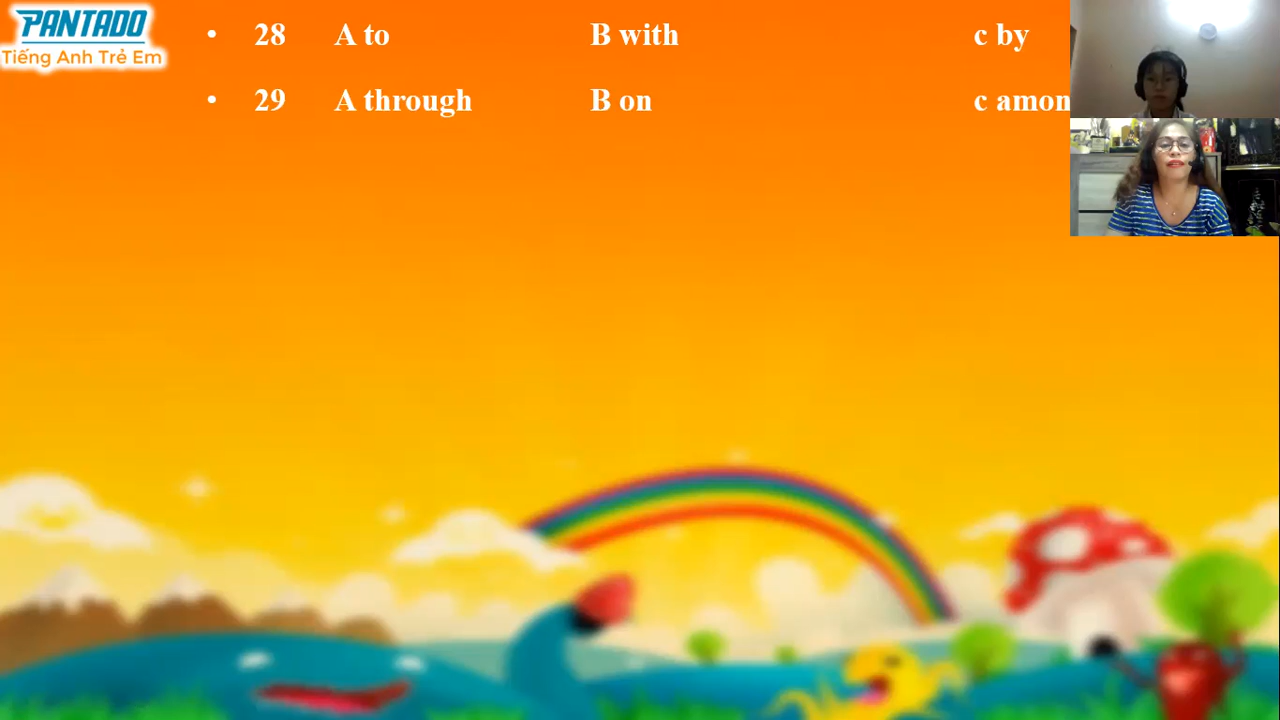 PANTADO
Tiếng Anh Trẻ Em
• 28 A to B with c by
• 29 A through B on